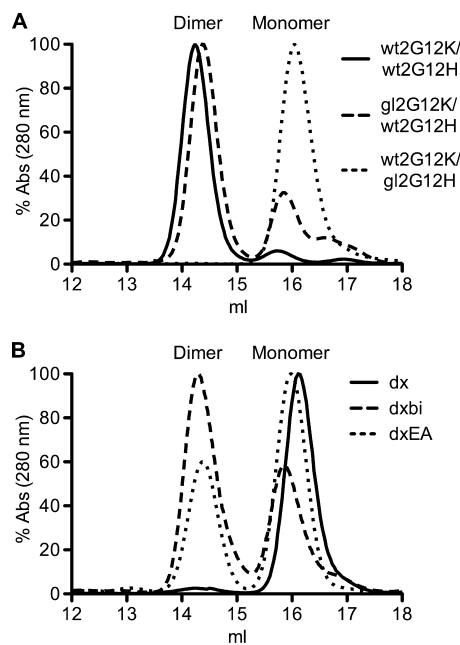 A
Dimer Monomer
% Abs (280 nm)
100
80
60
40
20
0
12 13 14 15 16 17 18
ml
wt2G12K/
wt2G12H
gl2G12K/
wt2G12H
wt2G12K/
gl2G12H
B
Dimer Monomer
% Abs (280 nm)
100
80
60
40
20
0
12 13 14 15 16 17 18
ml
dx
dxbi
dxEA